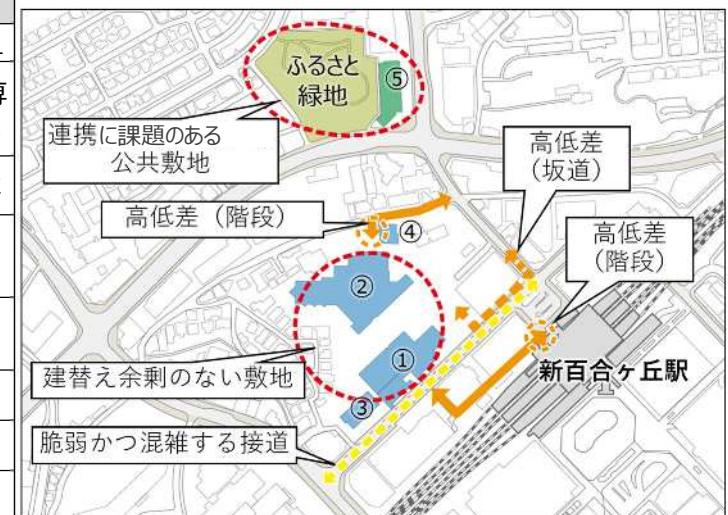 ふるさと
緑地
⑤
連携に課題のある
公共敷地
高低差
（坂道）
高低差（階段）
④
高低差
（階段）
②
①
新百合ヶ丘駅
建替え余剰のない敷地
③
脆弱かつ混雑する接道